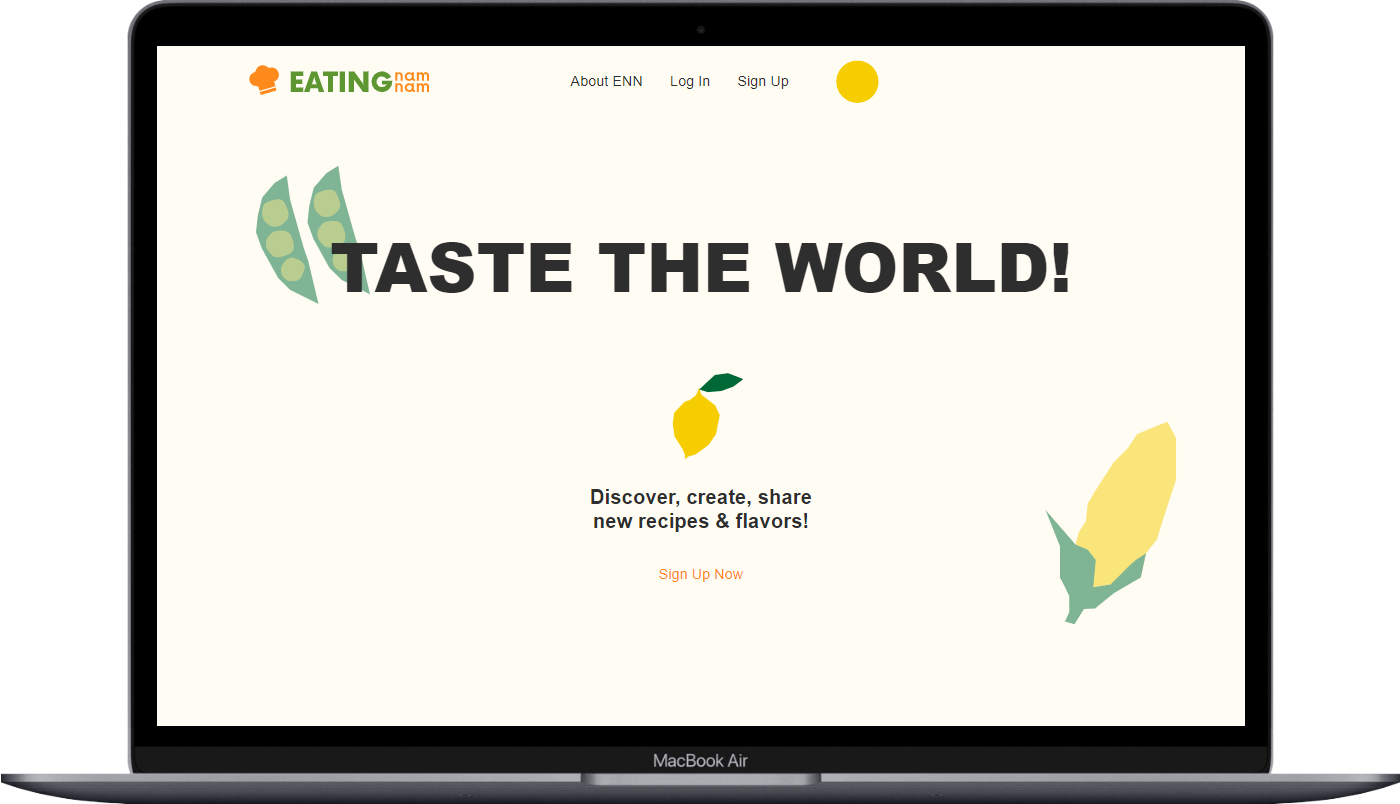 EATING nam nam
About ENN Log In Sign Up
TASTE THE WORLD!
Discover, create, share
new recipes & flavors!
Sign Up Now
MacBook Air